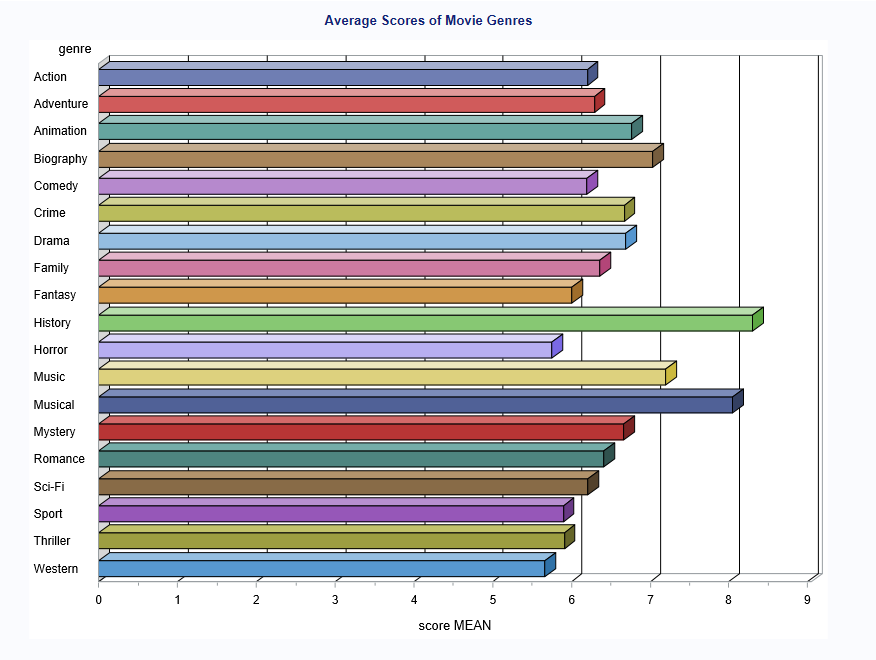 Average Scores of Movie Genres
genre
Action
Adventure
Animation
Biography
Comedy
Crime
Drama
Family
Fantasy
History
Horror
Music
Musical
Mystery
Romance
Sci-Fi
Sport
Thriller
Western
0 1 2 3 4 5 6 7 8 9
score MEAN